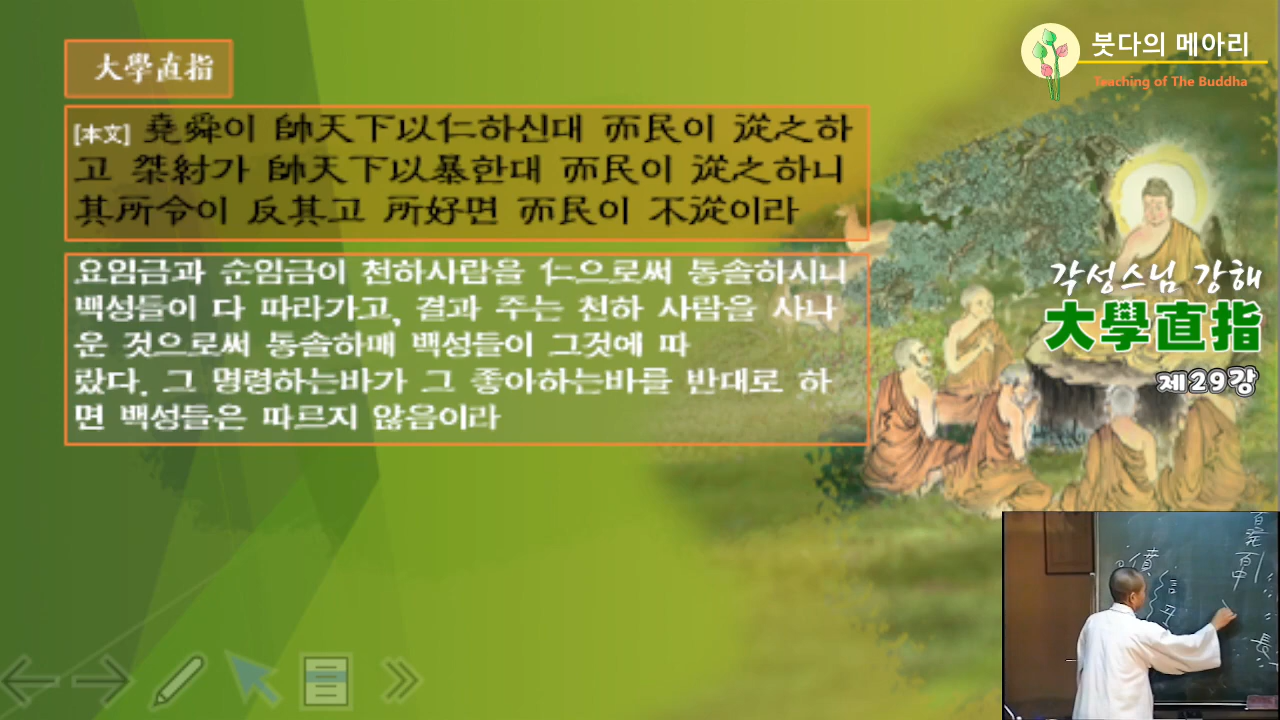 大學直指
[本文] 堯舜이 帥天下以仁하신대 而民이 從之하
고 桀紂가 帥天下以暴한대 而民이 從之하니
其所令이 反其고 所好면 而民이 不從이라
요임금과 순임금이 천하사람을 仁으로써 통솔하시니
백성들이 다 따라가고, 결과 주는 천하 사람을 사나
운 것으로써 통솔하매 백성들이 그것에 따
랐다. 그 명령하는바가 그 좋아하는바를 반대로 하
면 백성들은 따르지 않음이라
붓다의 메아리
Teaching of The Buddha
각성스님 강해
大學直指
제29강